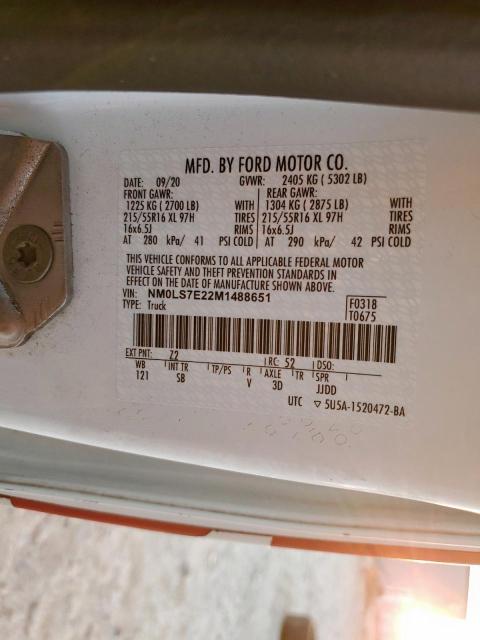 MFD. BY FORD MOTOR CO.
DATE: 09/20 GVWR: 2405 KG ( 5302 LB)
FRONT GAWR: REAR GAWR:
1225 KG ( 2700 LB) WITH 1304 KG ( 2875 LB) WITH
215/55R16 XL 97H TIRES 215/55R16 XL 97H TIRES
16x6.5J RIMS 16x6.5J RIMS
AT 280 kPa/ 41 PSI COLD AT 290 kPa/ 42 PSI COLD
THIS VEHICLE CONFORMS TO ALL APPLICABLE FEDERAL MOTOR
VEHICLE SAFETY AND THEFT PREVENTION STANDARDS IN
EFFECT ON THE DATE OF MANUFACTURE SHOWN ABOVE.
VIN: NM0LS7E22M1488651 F0318
TYPE: Truck T0675
EXT PNT: Z2 RC: 52 DSO:
WB INT TR TP/PS R AXLE TR SPR
121 SB V 3D JJDD
UTC ▽ 5U5A-1520472-BA